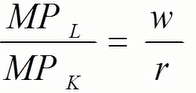 MP_L / MP_K = w / r